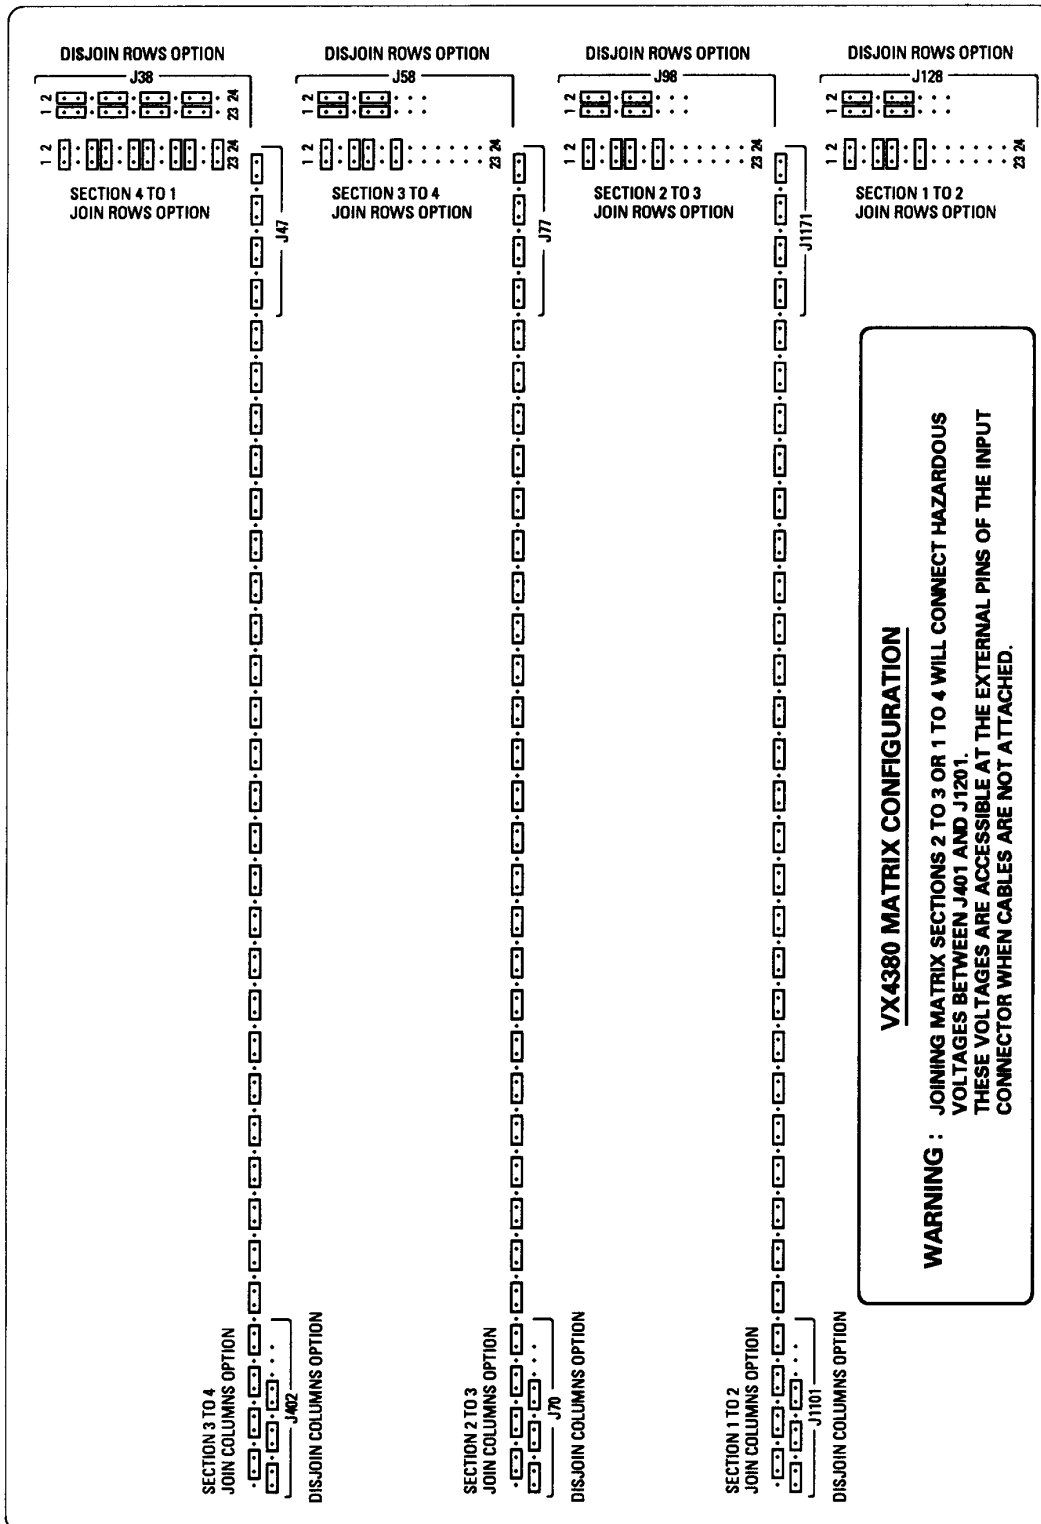 DISJOIN ROWS OPTION
J38
1 2
23 24
1 2
23 24
SECTION 4 TO 1
JOIN ROWS OPTION
J47
DISJOIN ROWS OPTION
J58
1 2
1 2
23 24
SECTION 3 TO 4
JOIN ROWS OPTION
J77
DISJOIN ROWS OPTION
J98
1 2
1 2
23 24
SECTION 2 TO 3
JOIN ROWS OPTION
J1171
DISJOIN ROWS OPTION
J128
1 2
1 2
23 24
SECTION 1 TO 2
JOIN ROWS OPTION
SECTION 3 TO 4
JOIN COLUMNS OPTION
J402
DISJOIN COLUMNS OPTION
SECTION 2 TO 3
JOIN COLUMNS OPTION
J70
DISJOIN COLUMNS OPTION
SECTION 1 TO 2
JOIN COLUMNS OPTION
J1101
DISJOIN COLUMNS OPTION
VX4380 MATRIX CONFIGURATION
WARNING : JOINING MATRIX SECTIONS 2 TO 3 OR 1 TO 4 WILL CONNECT HAZARDOUS
VOLTAGES BETWEEN J401 AND J1201.
THESE VOLTAGES ARE ACCESSIBLE AT THE EXTERNAL PINS OF THE INPUT
CONNECTOR WHEN CABLES ARE NOT ATTACHED.